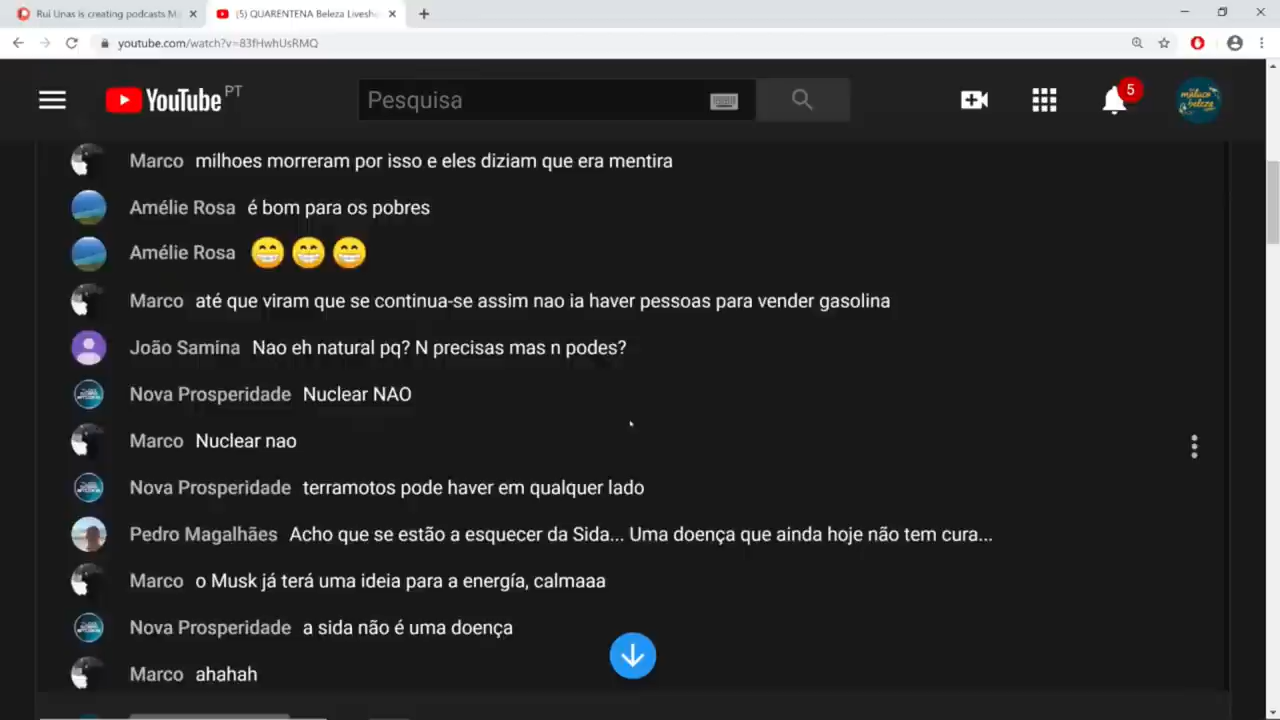 Rui Unas is creating podcasts M
(5) QUARENTENA Beleza Livesho
youtube.com/watch?v=83fHwhUsRMQ
YouTube PT
Pesquisa
5
maluco beleza
Marco milhoes morreram por isso e eles diziam que era mentira
Amélie Rosa é bom para os pobres
Amélie Rosa 😁😁😁
Marco até que viram que se continua-se assim nao ia haver pessoas para vender gasolina
João Samina Nao eh natural pq? N precisas mas n podes?
Nova Prosperidade Nuclear NAO
Marco Nuclear nao
Nova Prosperidade terramotos pode haver em qualquer lado
Pedro Magalhães Acho que se estão a esquecer da Sida... Uma doença que ainda hoje não tem cura...
Marco o Musk já terá uma ideia para a energía, calmaaa
Nova Prosperidade a sida não é uma doença
Marco ahahah